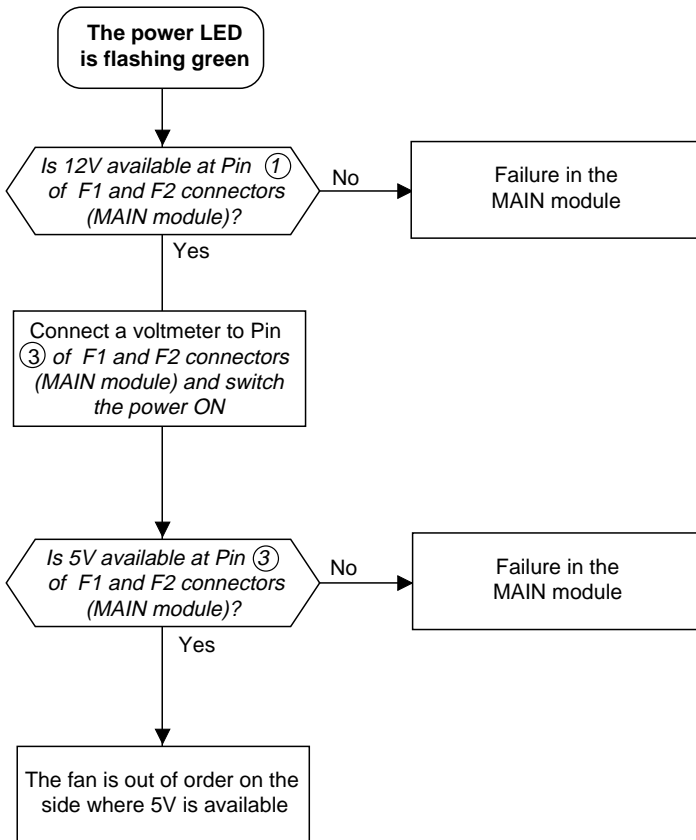 The power LED
is flashing green
Is 12V available at Pin ①
of F1 and F2 connectors
(MAIN module)?
No
Failure in the
MAIN module
Yes
Connect a voltmeter to Pin
③ of F1 and F2 connectors
(MAIN module) and switch
the power ON
Is 5V available at Pin ③
of F1 and F2 connectors
(MAIN module)?
No
Failure in the
MAIN module
Yes
The fan is out of order on the
side where 5V is available